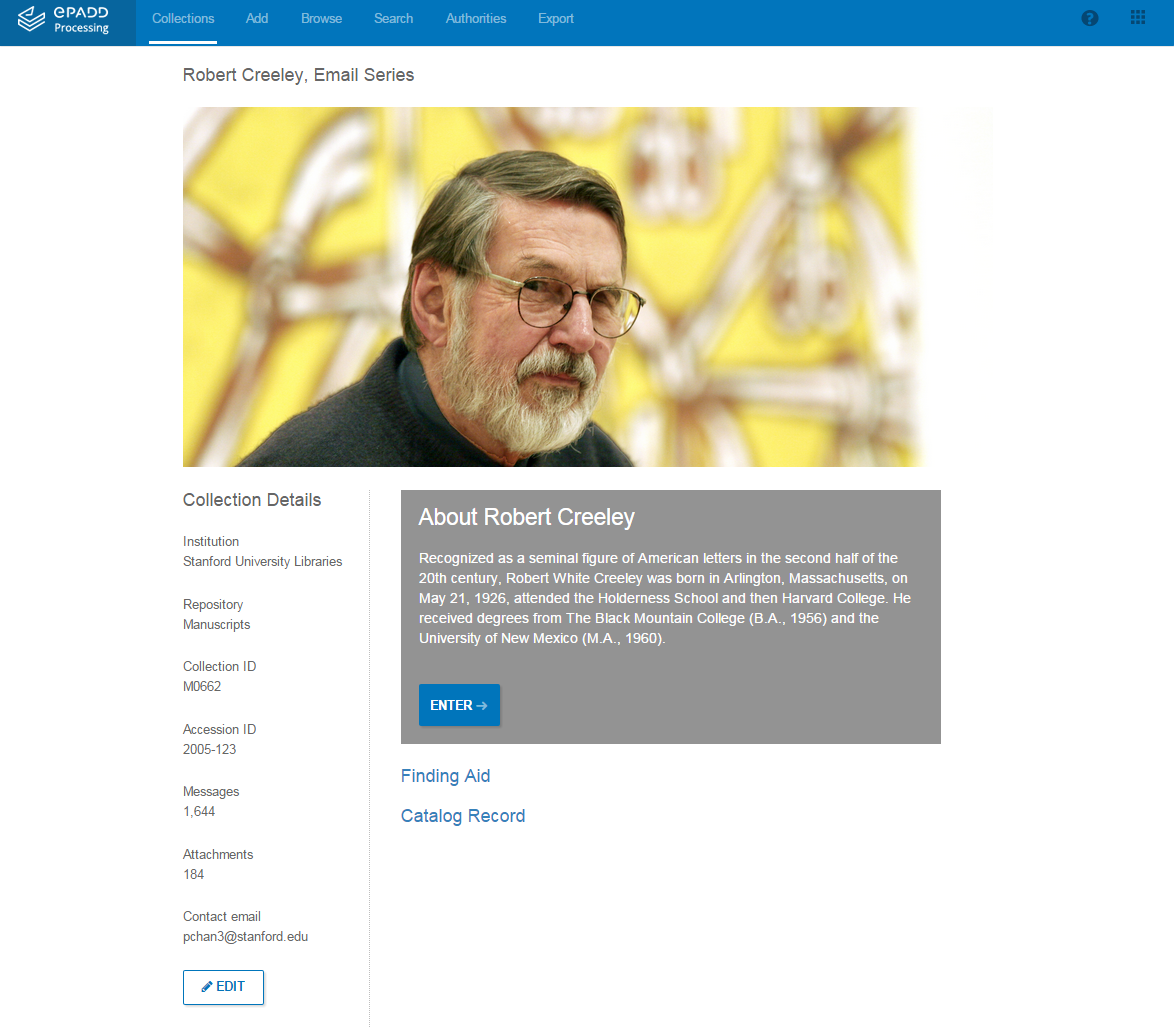 ePADD
Processing
Collections
Add
Browse
Search
Authorities
Export
?
Robert Creeley, Email Series
Collection Details
Institution
Stanford University Libraries
Repository
Manuscripts
Collection ID
M0662
Accession ID
2005-123
Messages
1,644
Attachments
184
Contact email
pchan3@stanford.edu
EDIT
About Robert Creeley
Recognized as a seminal figure of American letters in the second half of the
20th century, Robert White Creeley was born in Arlington, Massachusetts, on
May 21, 1926, attended the Holderness School and then Harvard College. He
received degrees from The Black Mountain College (B.A., 1956) and the
University of New Mexico (M.A., 1960).
ENTER →
Finding Aid
Catalog Record